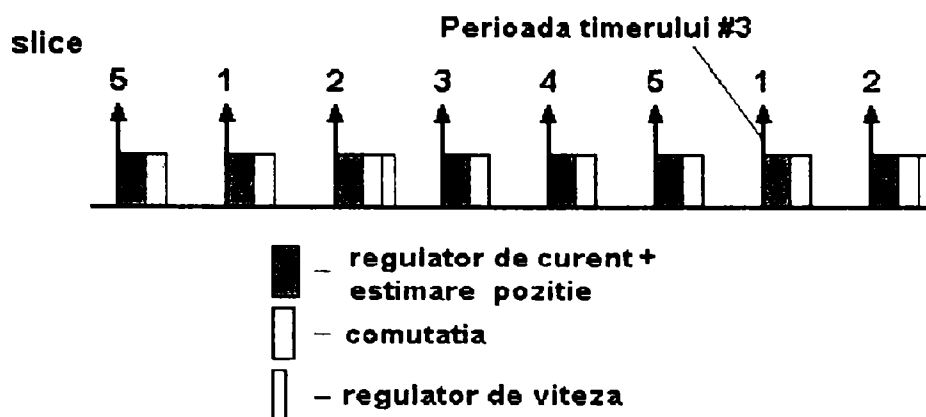 Perioada timerului #3
slice
5 1 2 3 4 5 1 2
– regulator de curent +
estimare pozitie
– comutatia
– regulator de viteza